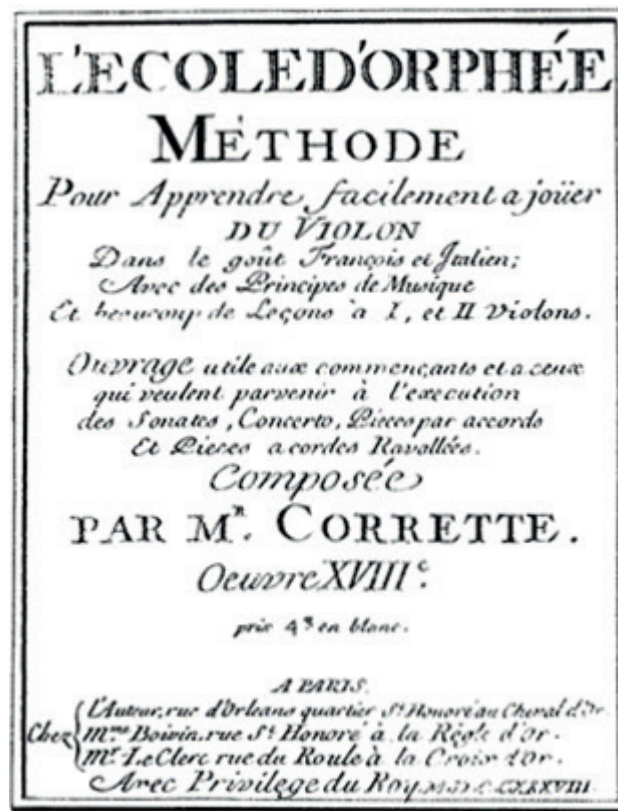 L'ECOLE D'ORPHÉE
MÉTHODE
Pour Apprendre facilement a joüer
DU VIOLON
Dans le goût François et Italien;
Avec des Principes de Musique
Et beaucoup de Leçons à I, et II Violons.
Ouvrage utile aux commençants et a ceux
qui veulent parvenir à l'execution
des Sonates, Concerto, Pieces par accords
Et Pieces a cordes Ravallées.
Composée
PAR Mʳ. CORRETTE.
Oeuvre XVIIIᵉ.
prix 4ᵗᵗ en blanc.
A PARIS.
Chez
L'Auteur, rue d'Orleans quartier Sᵗ Honoré au Cheval d'Or.
Mᵐᵉ Boivin, rue Sᵗ Honoré à la Régle d'or.
Mʳ Le Clerc rue du Roule à la Croix d'Or.
Avec Privilege du Roy